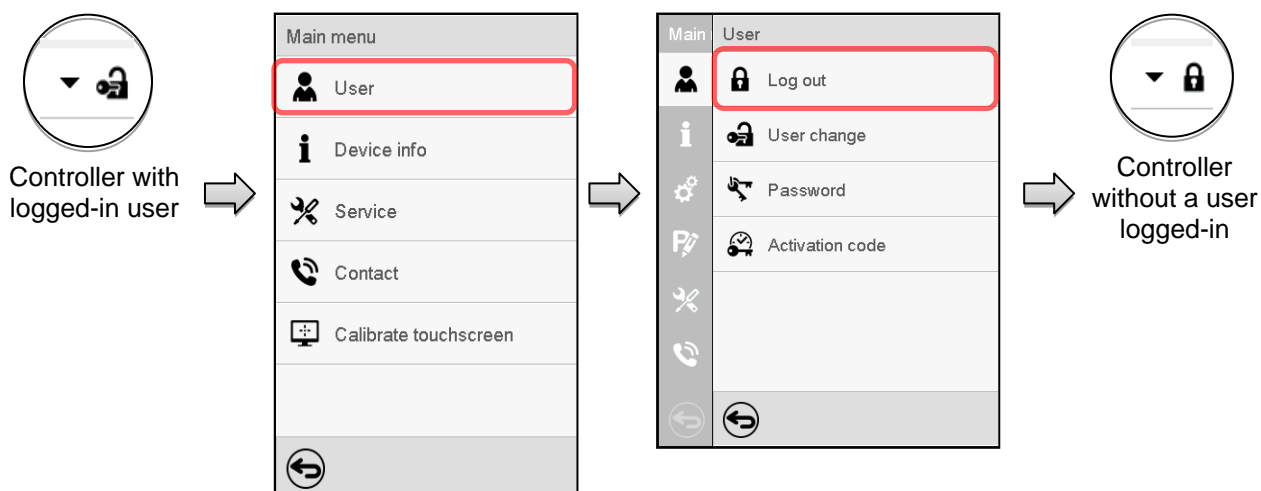 Controller with
logged-in user
Main menu
User
Device info
Service
Contact
Calibrate touchscreen
Main
User
Log out
User change
Password
Activation code
Controller
without a user
logged-in